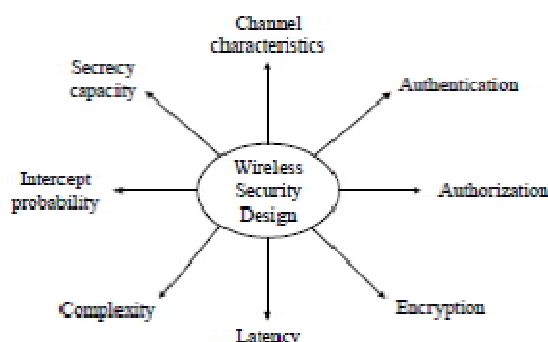 Channel
characteristics
Secrecy
capacity
Authentication
Intercept
probability
Wireless
Security
Design
Authorization
Complexity
Encryption
Latency